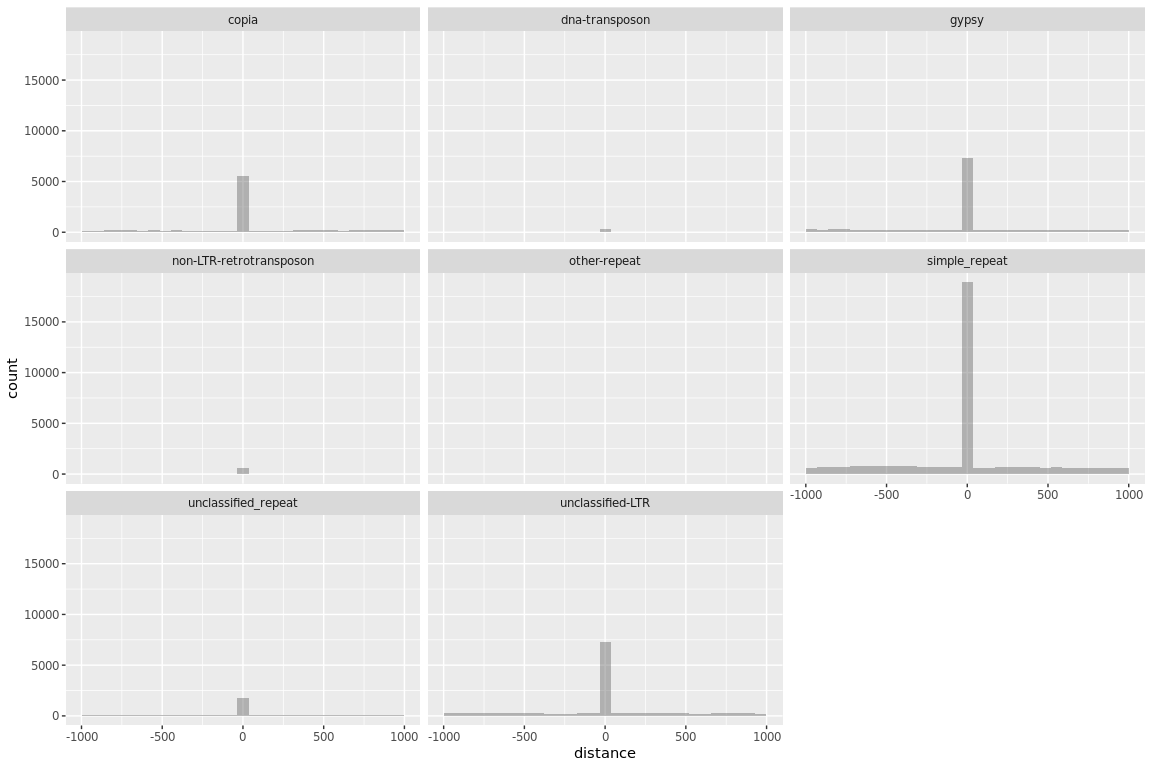 copia
dna-transposon
gypsy
15000
10000
5000
0
non-LTR-retrotransposon
other-repeat
simple_repeat
15000
10000
5000
0
-1000 -500 0 500 1000
unclassified_repeat
unclassified-LTR
15000
10000
5000
0
-1000 -500 0 500 1000
-1000 -500 0 500 1000
distance
count